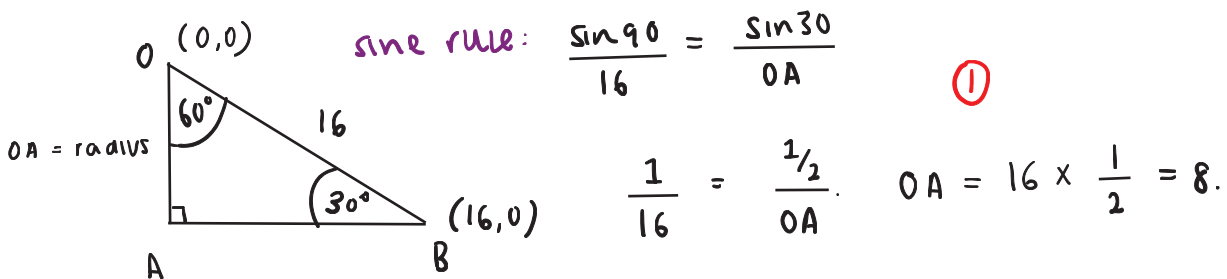 O (0,0)
60°
16
OA = radius
30°
(16,0)
A
B
sine rule: sin90/16 = sin30/OA
①
1/16 = ½/OA. OA = 16 × 1/2 = 8.